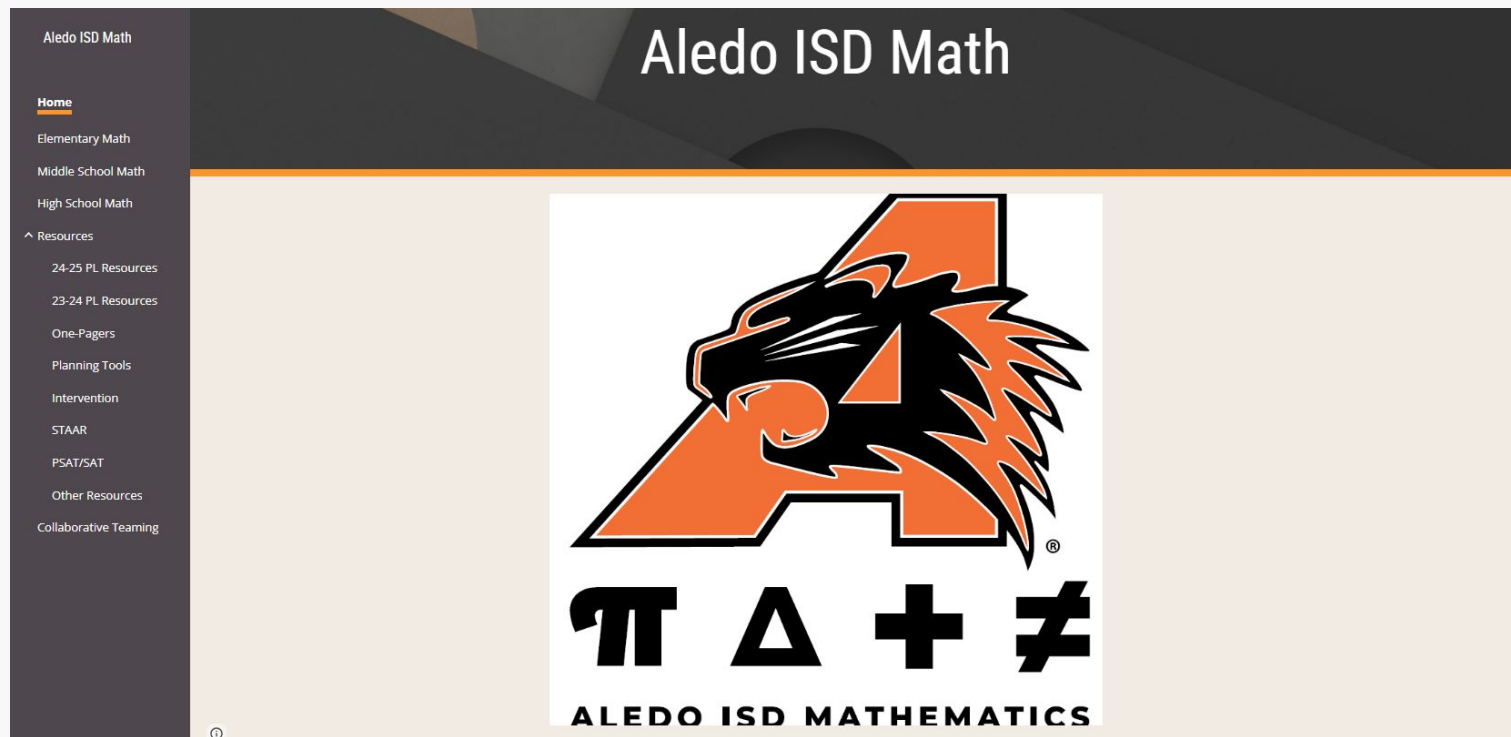 Aledo ISD Math
Home
Elementary Math
Middle School Math
High School Math
Resources
24-25 PL Resources
23-24 PL Resources
One-Pagers
Planning Tools
Intervention
STAAR
PSAT/SAT
Other Resources
Collaborative Teaming
Aledo ISD Math
A
®
π Δ + ≠
ALEDO ISD MATHEMATICS